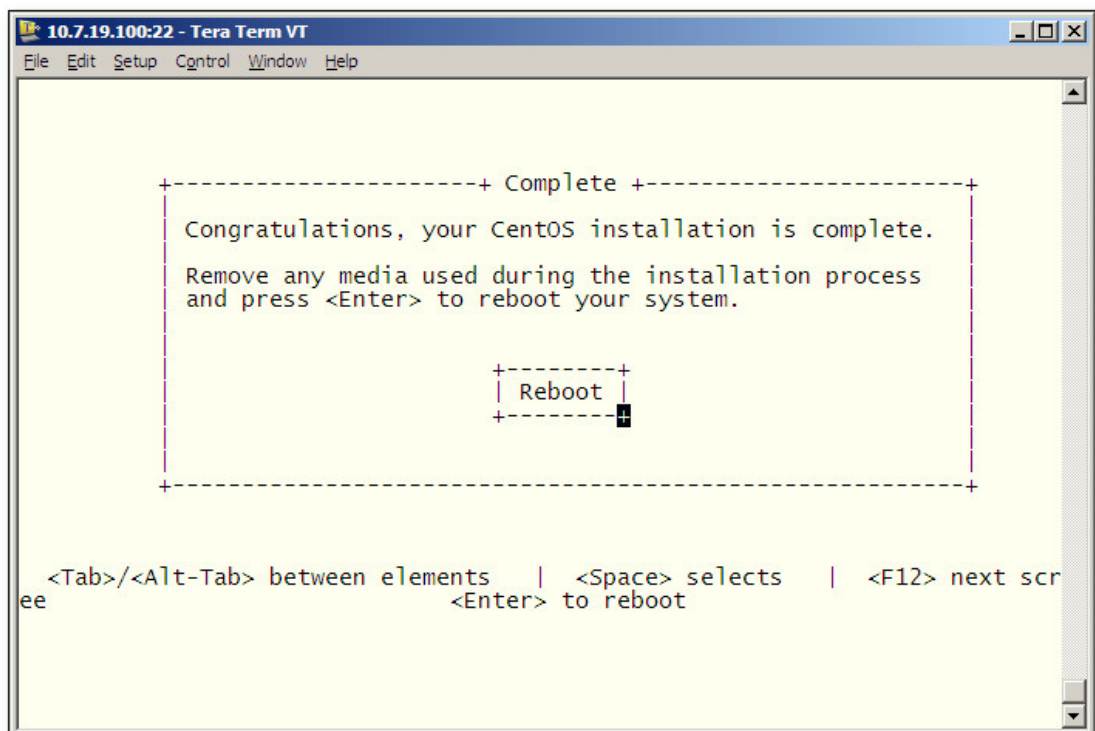 10.7.19.100:22 - Tera Term VT
File Edit Setup Control Window Help
+----------------------+ Complete +-----------------------+
Congratulations, your CentOS installation is complete.
Remove any media used during the installation process
and press <Enter> to reboot your system.
+--------+
| Reboot |
+--------+
+---------------------------------------------------------+
<Tab>/<Alt-Tab> between elements | <Space> selects | <F12> next scr
ee <Enter> to reboot